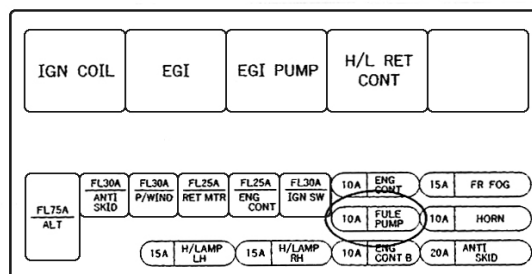 IGN COIL
EGI
EGI PUMP
H/L RET
CONT
FL75A
ALT
FL30A
ANTI
SKID
FL30A
P/WIND
FL25A
RET MTR
FL25A
ENG
CONT
FL30A
IGN SW
10A ENG
CONT
15A FR FOG
10A FULE
PUMP
10A HORN
15A H/LAMP
LH
15A H/LAMP
RH
10A ENG
CONT B
20A ANTI
SKID